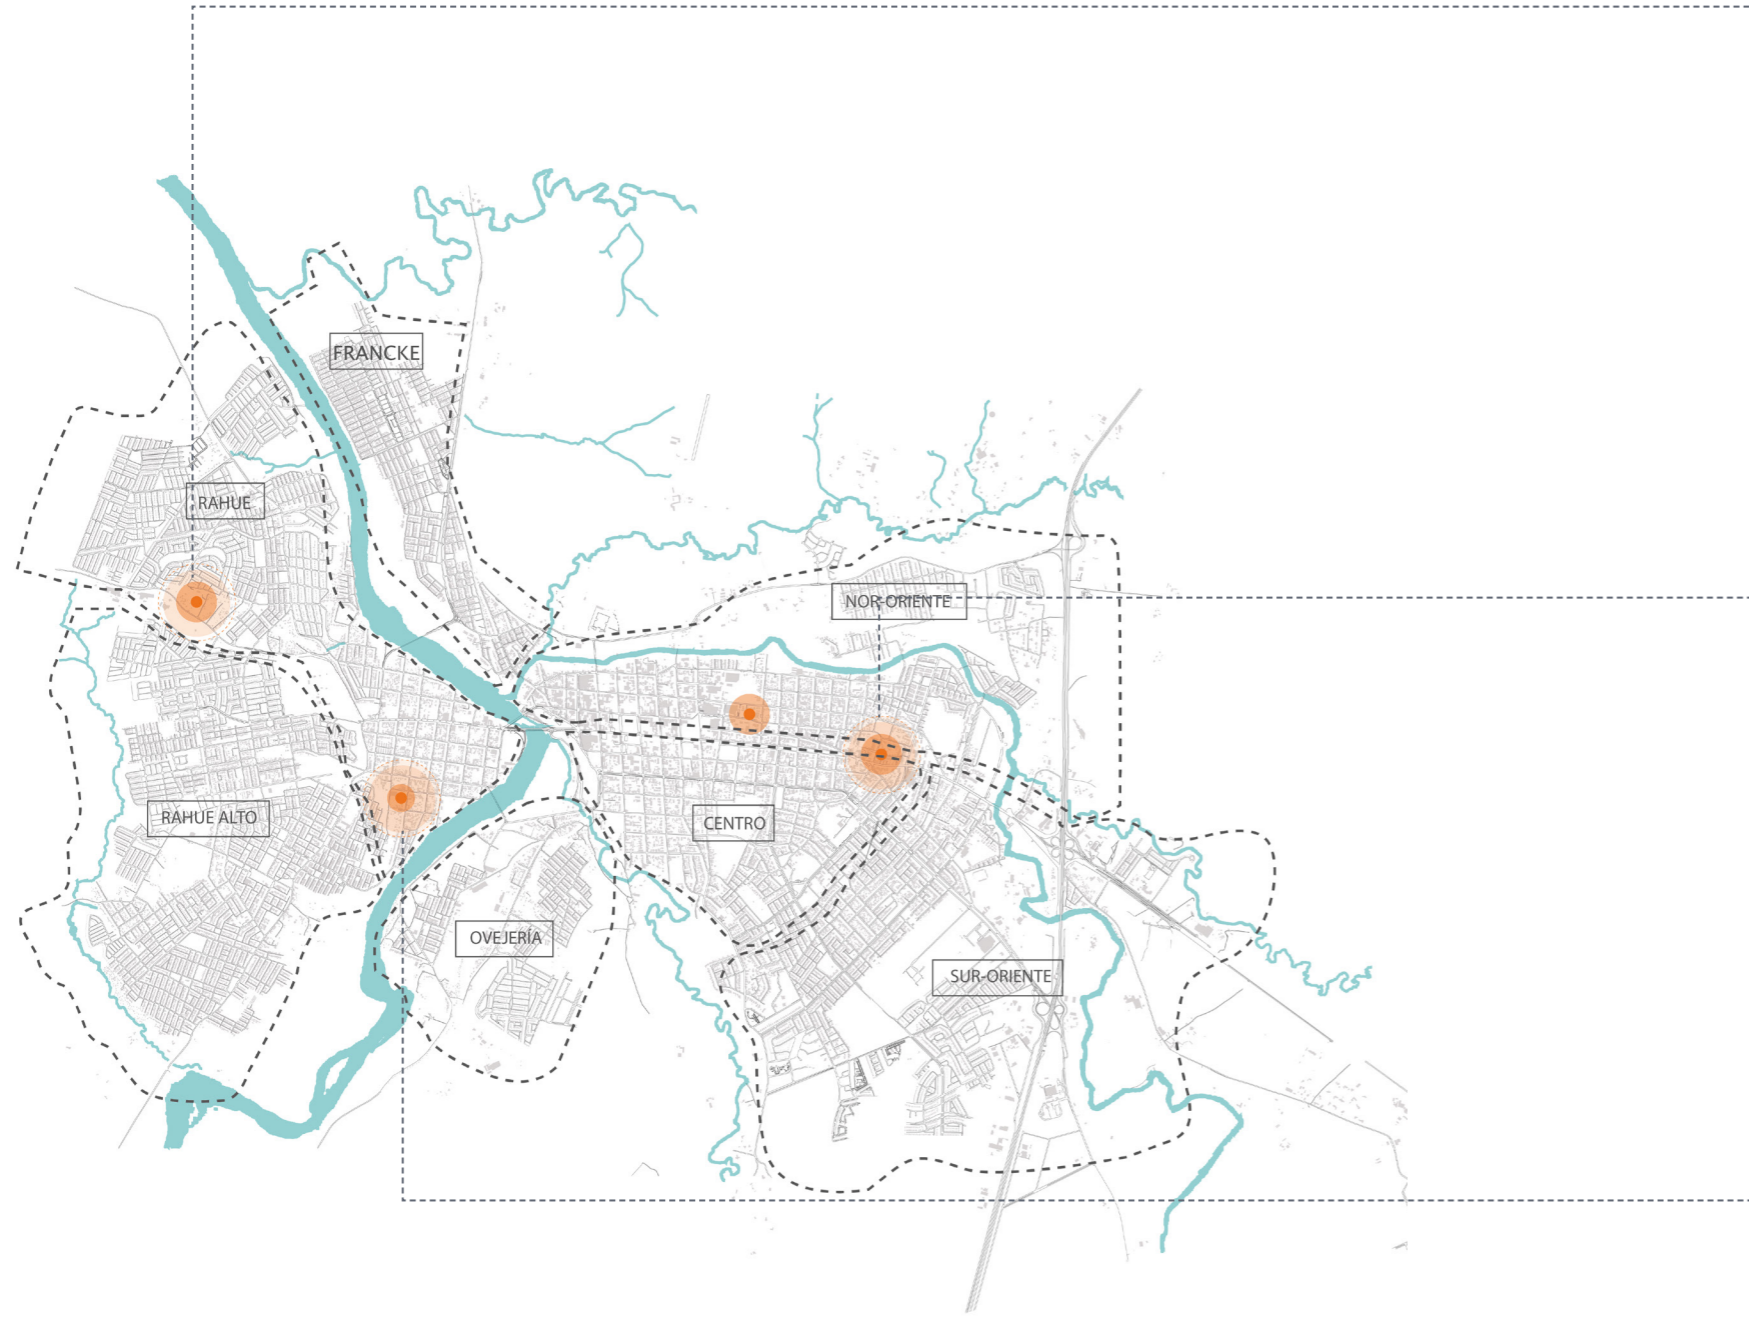 FRANCKE
RAHUE
NOR-ORIENTE
RAHUE ALTO
CENTRO
OVEJERÍA
SUR-ORIENTE